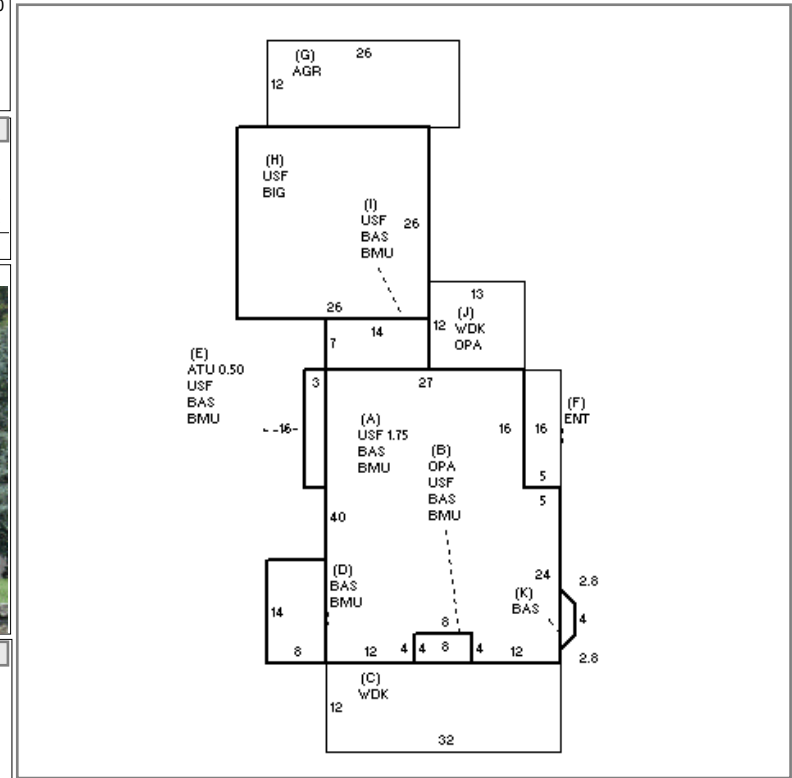 (G)
AGR
26
12
(H)
USF
BIG
(I)
USF
BAS
BMU
26
26
13
12
(J)
WDK
OPA
14
7
(E)
ATU 0.50
USF
BAS
BMU
3
27
-16-
(A)
USF 1.75
BAS
BMU
16
16
(F)
ENT
(B)
OPA
USF
BAS
BMU
5
5
40
(D)
BAS
BMU
24
2.8
(K)
BAS
4
14
8
8
12
4
4
8
4
12
2.8
(C)
WDK
12
32